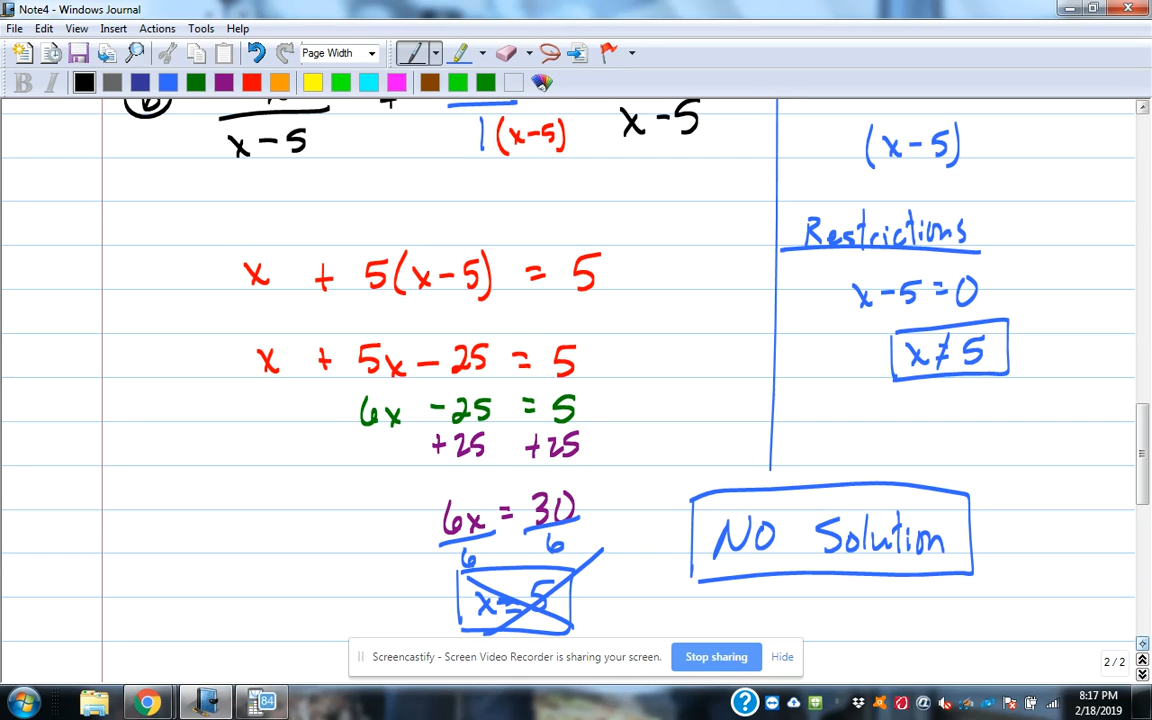 Note4 - Windows Journal
File Edit View Insert Actions Tools Help
Page Width
B I
b
x-5 + 1(x-5) x-5
(x-5)
Restrictions
x-5=0
x≠5
x + 5(x-5) = 5
x + 5x-25 = 5
6x -25 = 5
+25 +25
6x = 30
6 6
x=5
NO Solution
Screencastify - Screen Video Recorder is sharing your screen. Stop sharing Hide
2 / 2
84
8:17 PM
2/18/2019